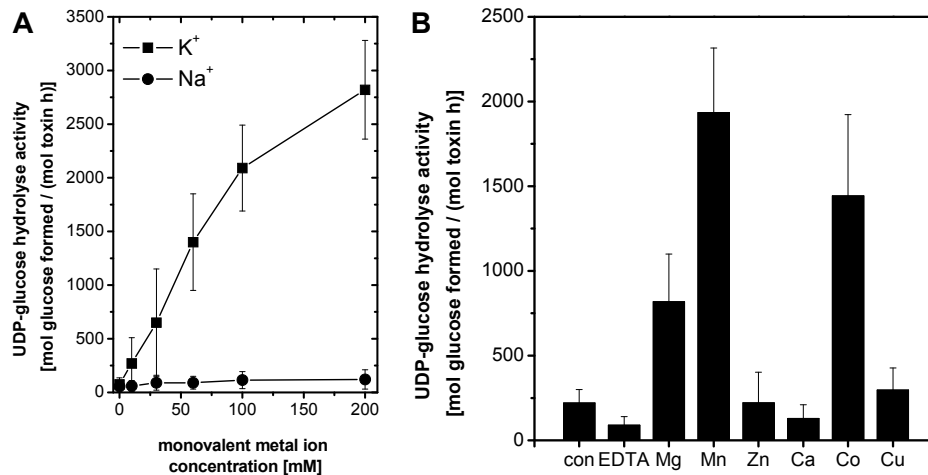 A
UDP-glucose hydrolyse activity
[mol glucose formed / (mol toxin h)]
3500
3000
2500
2000
1500
1000
500
0
K+
Na+
0 50 100 150 200
monovalent metal ion
concentration [mM]
B
UDP-glucose hydrolyse activity
[mol glucose formed / (mol toxin h)]
2500
2000
1500
1000
500
0
con EDTA Mg Mn Zn Ca Co Cu